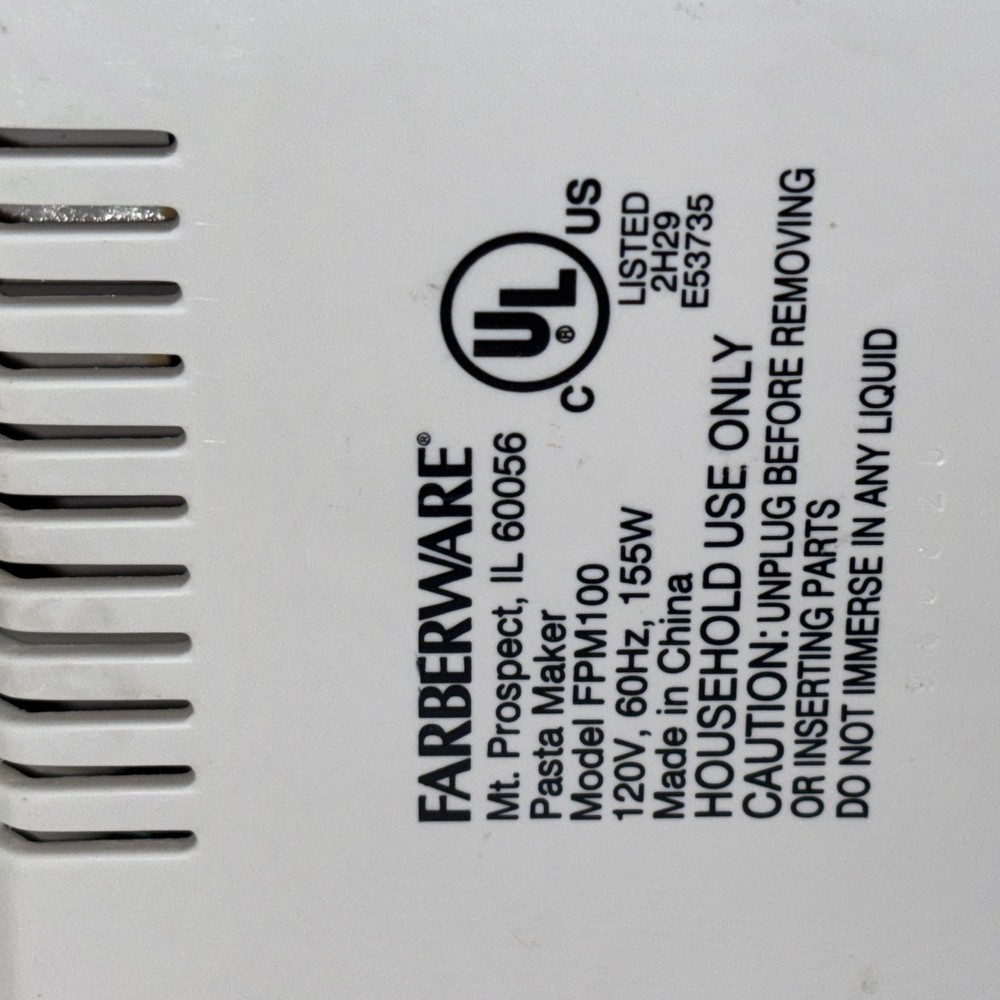 FARBERWARE®
Mt. Prospect, IL 60056
Pasta Maker
Model FPM100
120V, 60Hz, 155W
Made in China
HOUSEHOLD USE ONLY
CAUTION: UNPLUG BEFORE REMOVING
OR INSERTING PARTS
DO NOT IMMERSE IN ANY LIQUID
C UL® US
LISTED
2H29
E53735